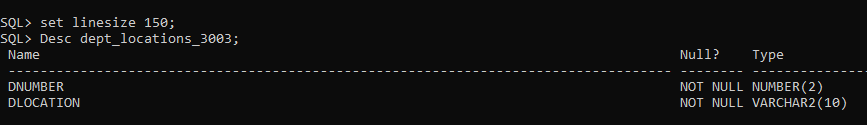 SQL> set linesize 150;
SQL> Desc dept_locations_3003;
 Name                                                                                Null?    Type
 ----------------------------------------------------------------------------------- -------- --------------
 DNUMBER                                                                             NOT NULL NUMBER(2)
 DLOCATION                                                                           NOT NULL VARCHAR2(10)